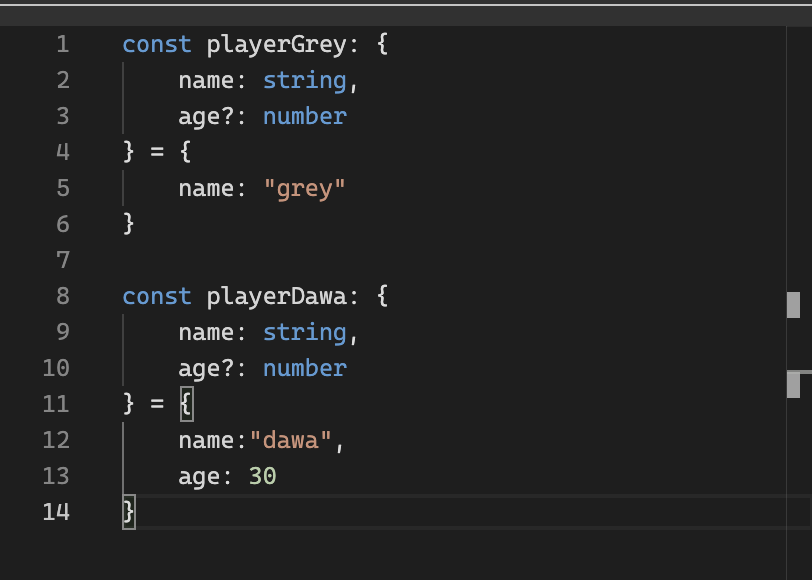 1 const playerGrey: {
2 name: string,
3 age?: number
4 } = {
5 name: "grey"
6 }
7
8 const playerDawa: {
9 name: string,
10 age?: number
11 } = {
12 name:"dawa",
13 age: 30
14 }